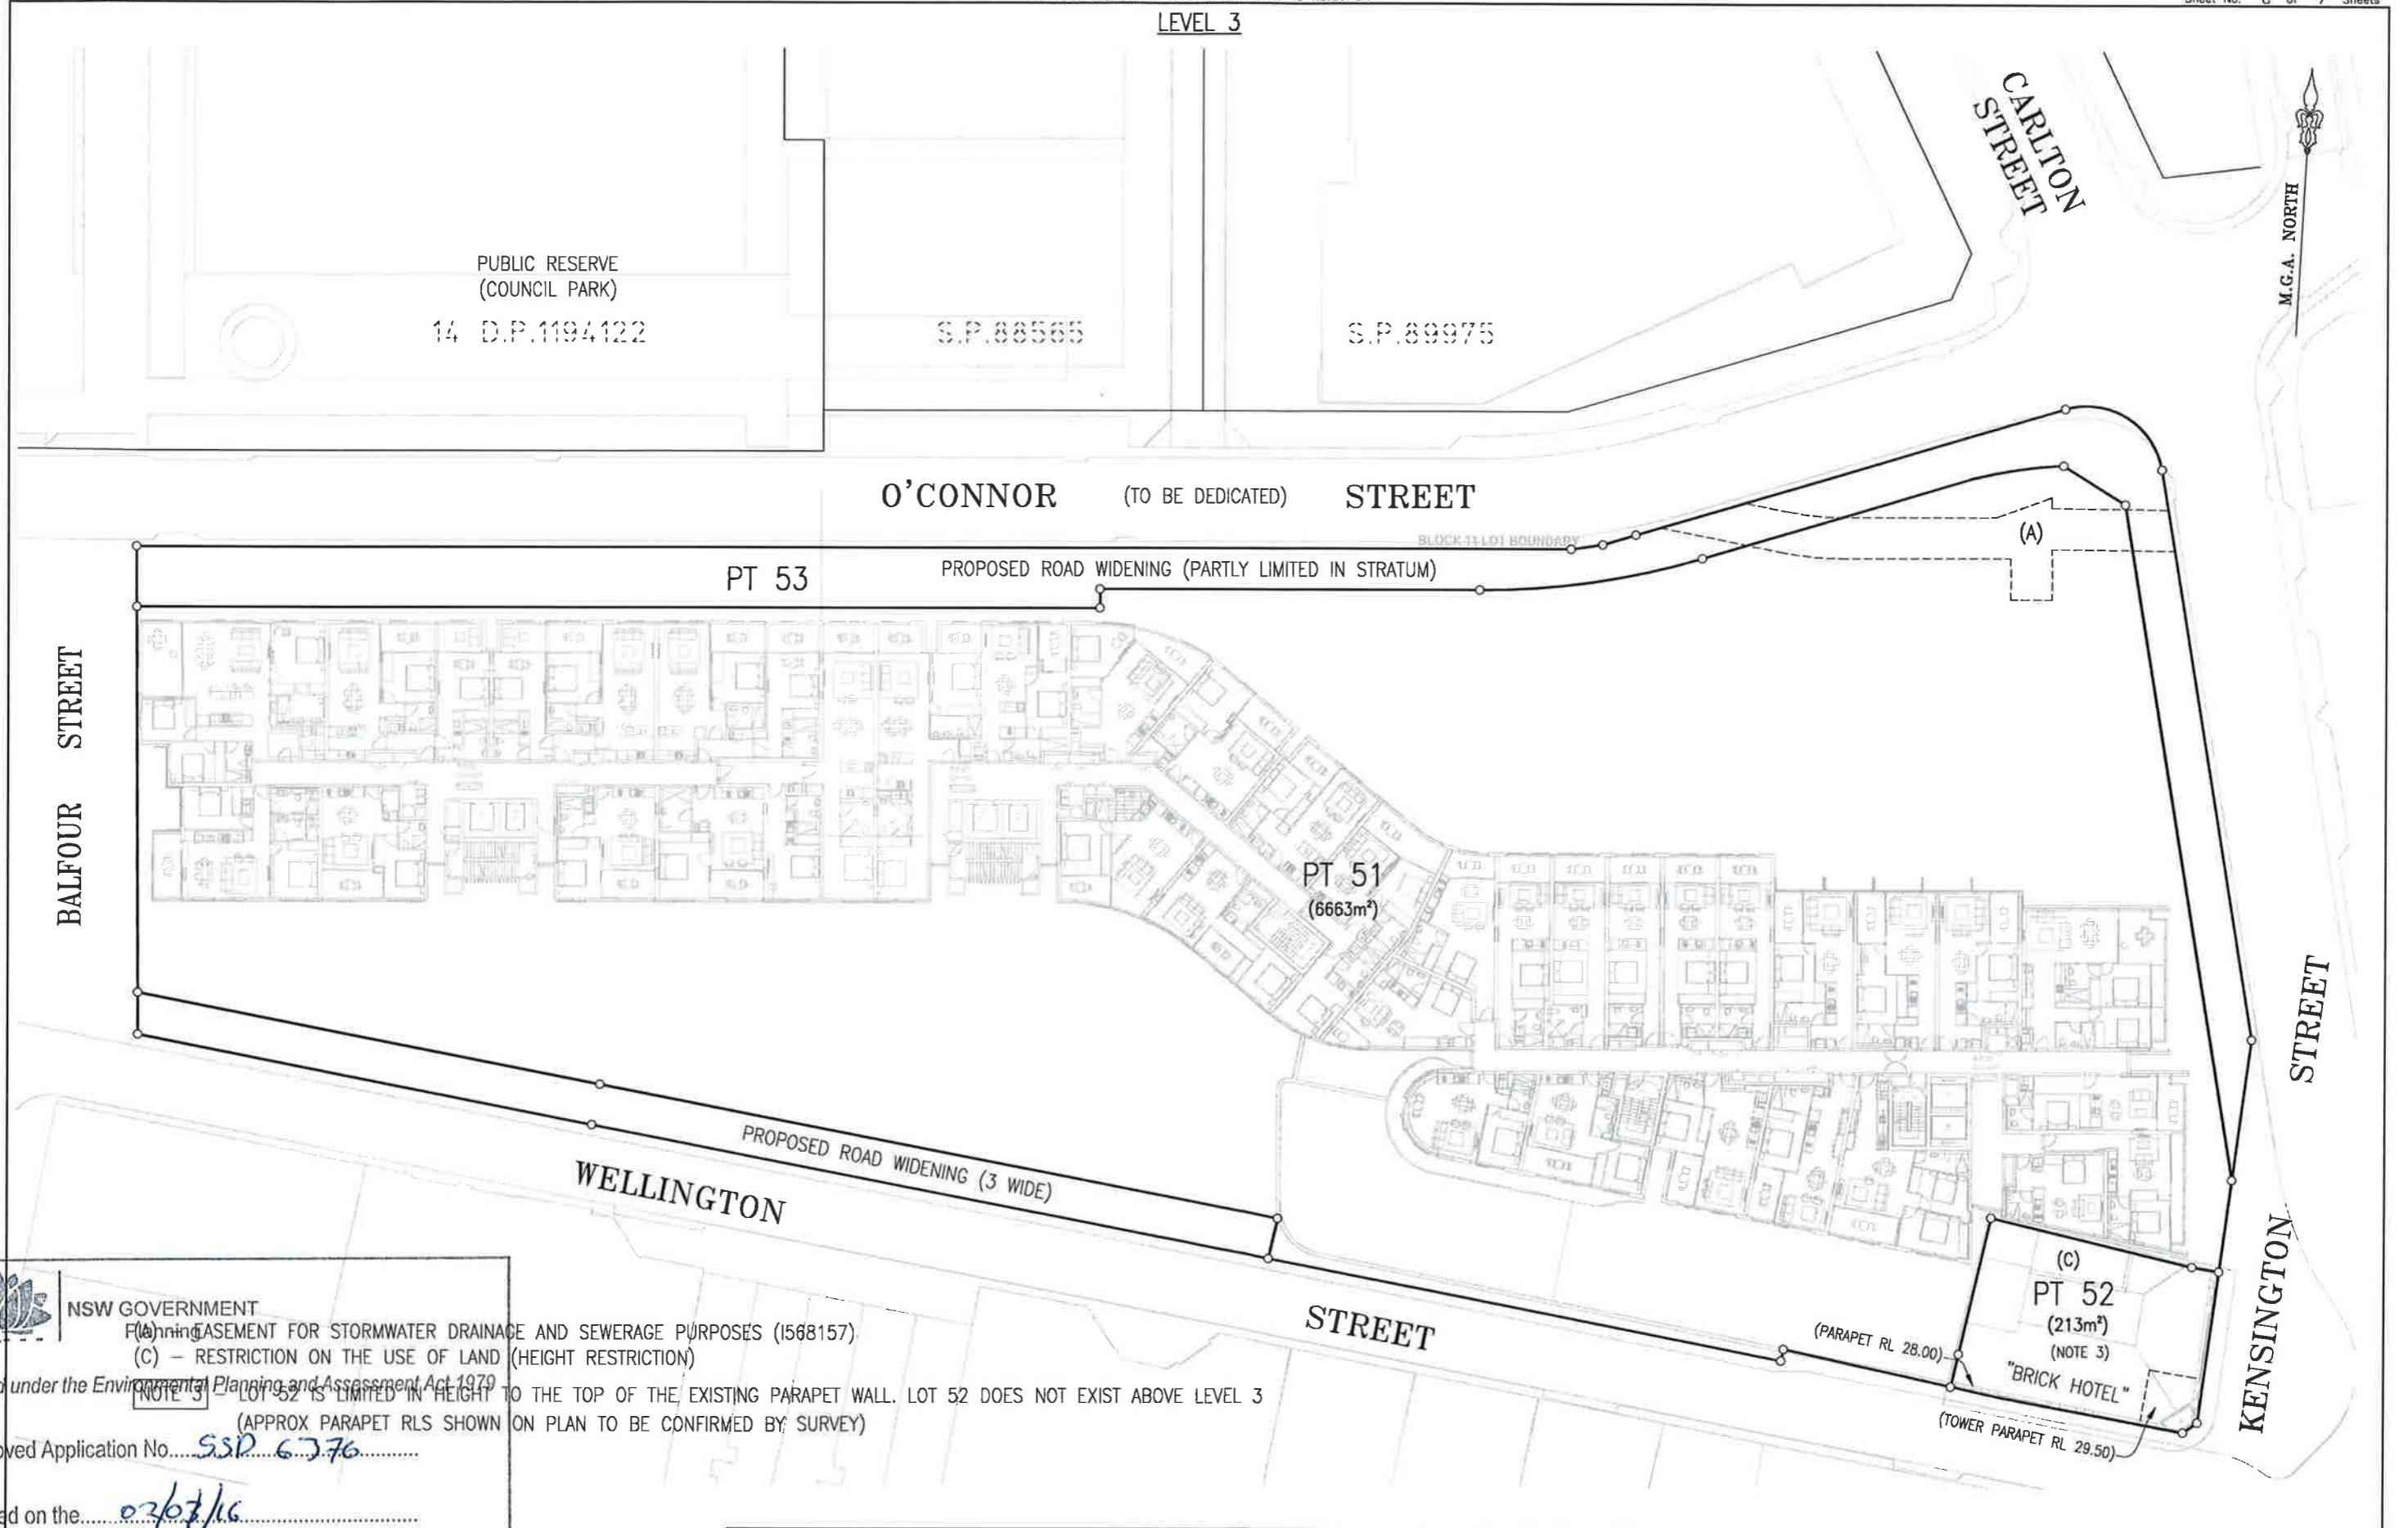 LEVEL 3
CARLTON
STREET
M.G.A. NORTH
PUBLIC RESERVE
(COUNCIL PARK)
14 D.P.1194122
S.P.88565
S.P.89975
O'CONNOR (TO BE DEDICATED) STREET
BLOCK 11 LOT BOUNDARY
(A)
PT 53
PROPOSED ROAD WIDENING (PARTLY LIMITED IN STRATUM)
BALFOUR STREET
PT 51
(6663m²)
PROPOSED ROAD WIDENING (3 WIDE)
WELLINGTON STREET
KENSINGTON STREET
(C)
PT 52
(213m²)
(NOTE 3)
"BRICK HOTEL"
(PARAPET RL 28.00)
(TOWER PARAPET RL 29.50)
NSW GOVERNMENT
Planning
(A) EASEMENT FOR STORMWATER DRAINAGE AND SEWERAGE PURPOSES (I568157)
(C) – RESTRICTION ON THE USE OF LAND (HEIGHT RESTRICTION)
under the Environmental Planning and Assessment Act 1979
NOTE 3 – LOT 52 IS LIMITED IN HEIGHT TO THE TOP OF THE EXISTING PARAPET WALL. LOT 52 DOES NOT EXIST ABOVE LEVEL 3
(APPROX PARAPET RLS SHOWN ON PLAN TO BE CONFIRMED BY SURVEY)
oved Application No. SSD 6376
ed on the 02/03/16